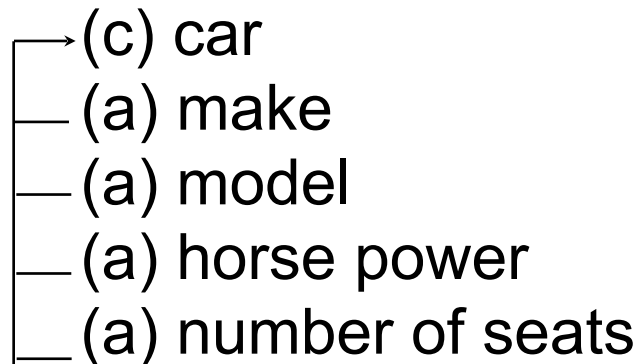 (c) car
(a) make
(a) model
(a) horse power
(a) number of seats